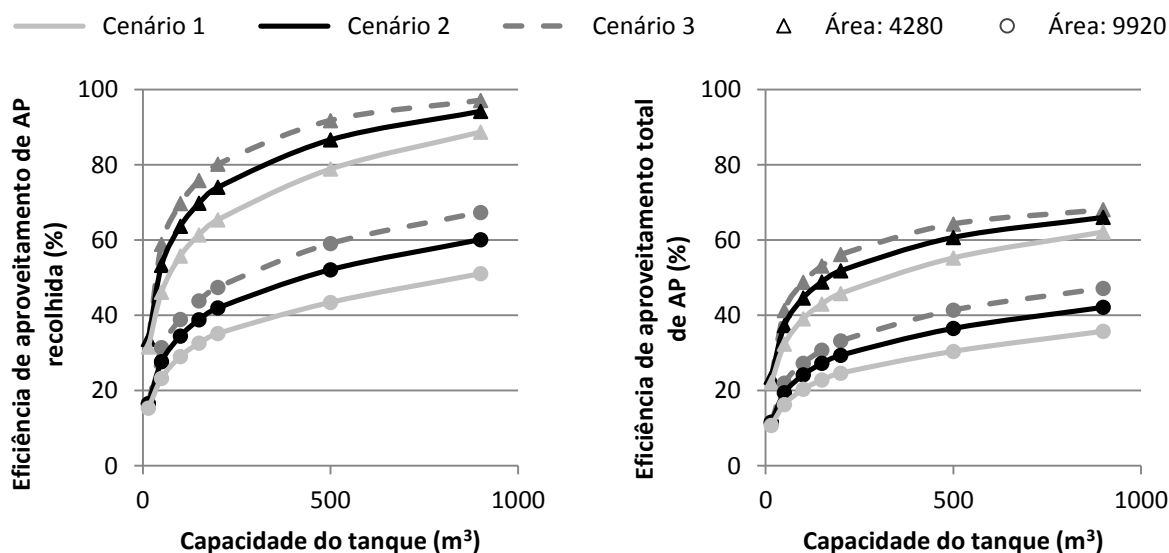 Cenário 1 Cenário 2 Cenário 3 Área: 4280 Área: 9920
Eficiência de aproveitamento de AP
recolhida (%)
100
80
60
40
20
0
0 500 1000
Capacidade do tanque (m³)
Eficiência de aproveitamento total
de AP (%)
100
80
60
40
20
0
0 500 1000
Capacidade do tanque (m³)